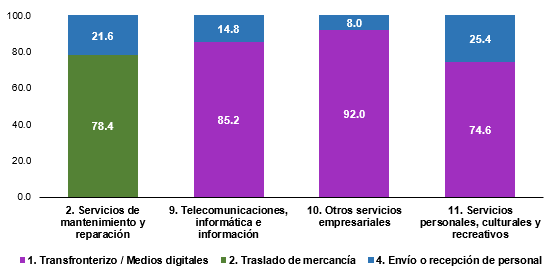 100.0
80.0
60.0
40.0
20.0
0.0
21.6
78.4
14.8
85.2
8.0
92.0
25.4
74.6
2. Servicios de
mantenimiento y
reparación
9. Telecomunicaciones,
informática e
información
10. Otros servicios
empresariales
11. Servicios
personales, culturales y
recreativos
1. Transfronterizo / Medios digitales
2. Traslado de mercancía
4. Envío o recepción de personal